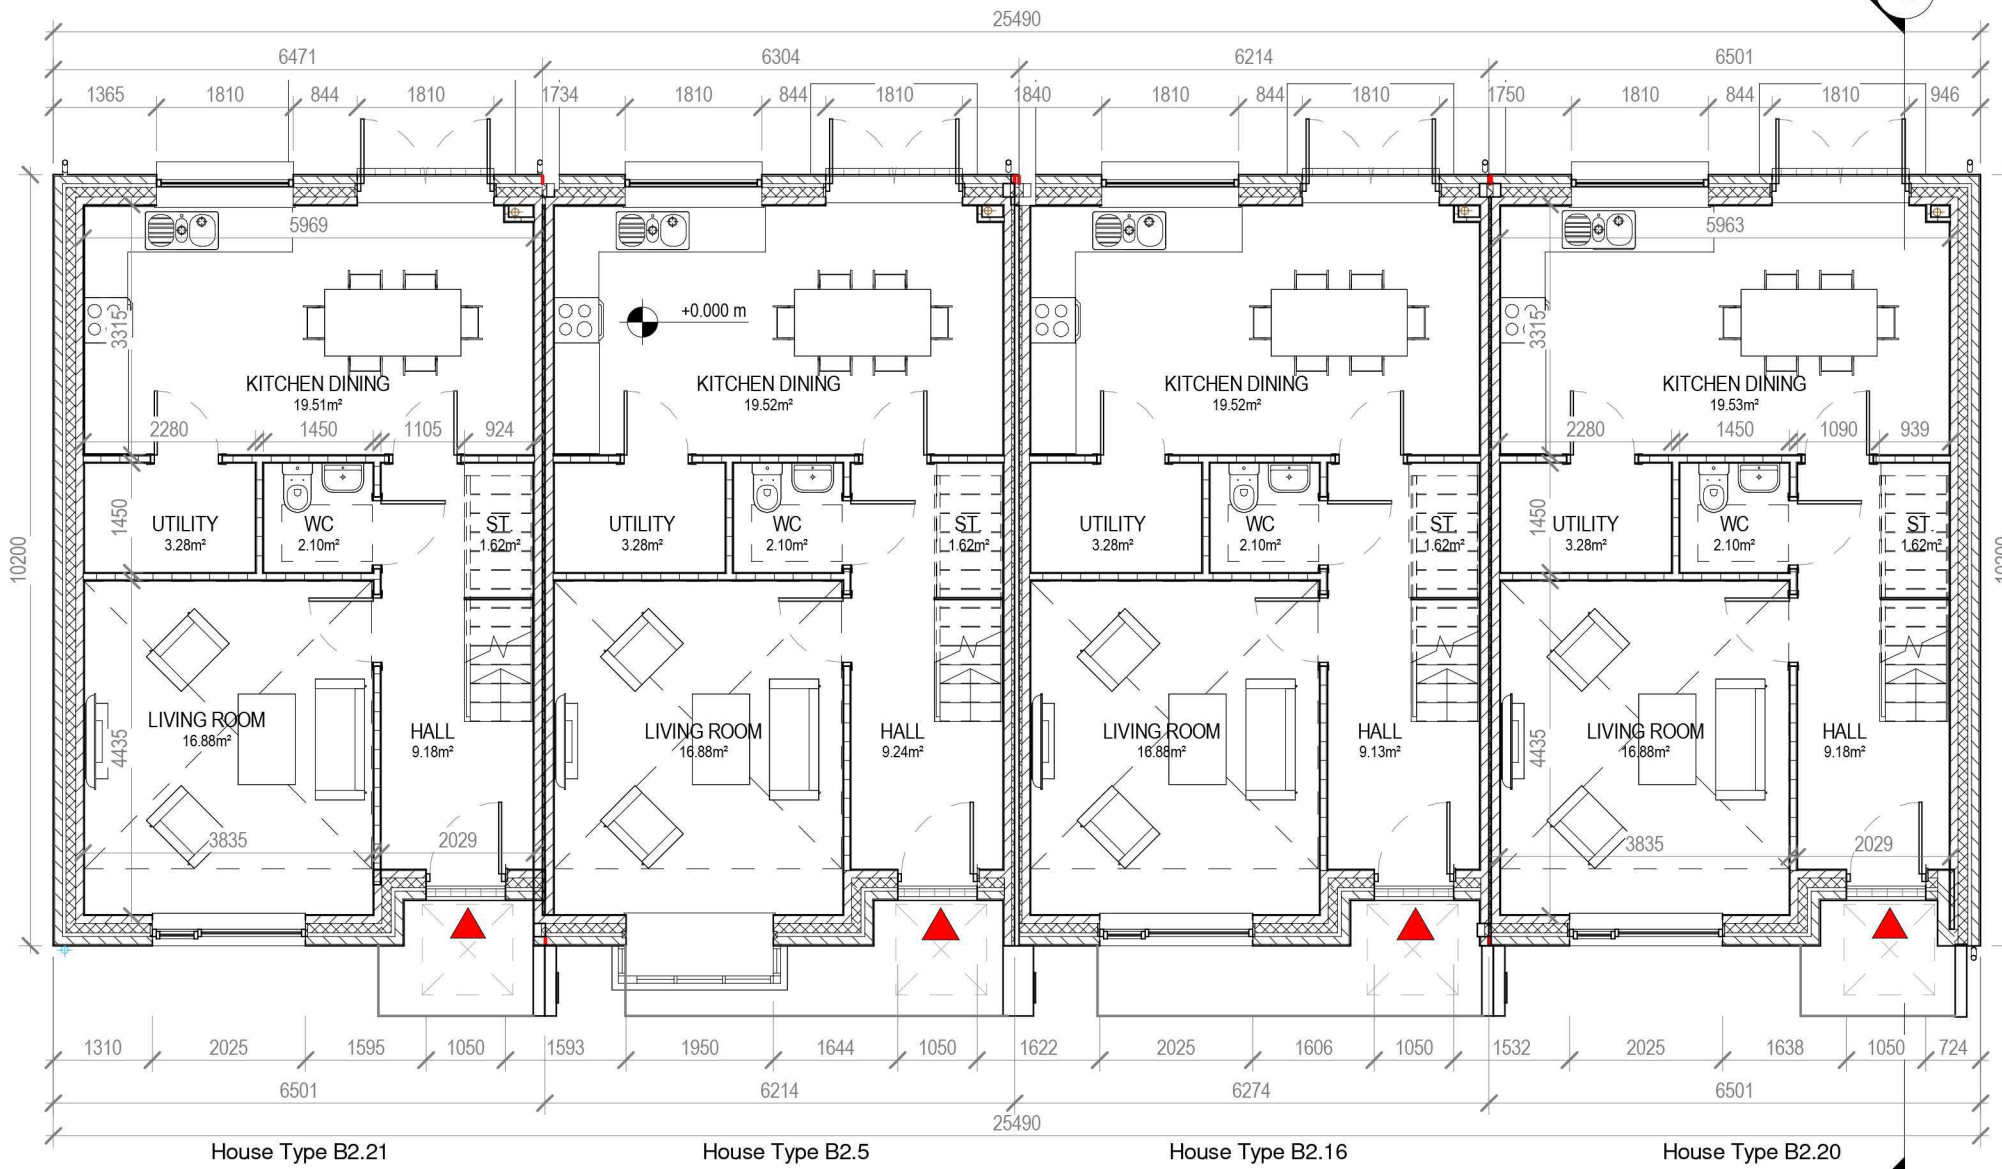 25490
6471 6304 6214 6501
1365 1810 844 1810 1734 1810 844 1810 1840 1810 844 1810 1750 1810 844 1810 946
5969 5963
+0.000 m
3315 3315
KITCHEN DINING KITCHEN DINING KITCHEN DINING KITCHEN DINING
19.51m² 19.52m² 19.52m² 19.53m²
2280 1450 1105 924 2280 1450 1090 939
1450 1450
UTILITY WC ST. UTILITY WC ST. UTILITY WC ST. UTILITY WC ST.
3.28m² 2.10m² 1.62m² 3.28m² 2.10m² 1.62m² 3.28m² 2.10m² 1.62m² 3.28m² 2.10m² 1.62m²
10200 10200
LIVING ROOM HALL LIVING ROOM HALL LIVING ROOM HALL LIVING ROOM HALL
16.88m² 9.18m² 16.88m² 9.24m² 16.88m² 9.13m² 16.88m² 9.18m²
4435 4435
3835 2029 3835 2029
1310 2025 1595 1050 1593 1950 1644 1050 1622 2025 1606 1050 1532 2025 1638 1050 724
6501 6214 6274 6501
25490
House Type B2.21 House Type B2.5 House Type B2.16 House Type B2.20